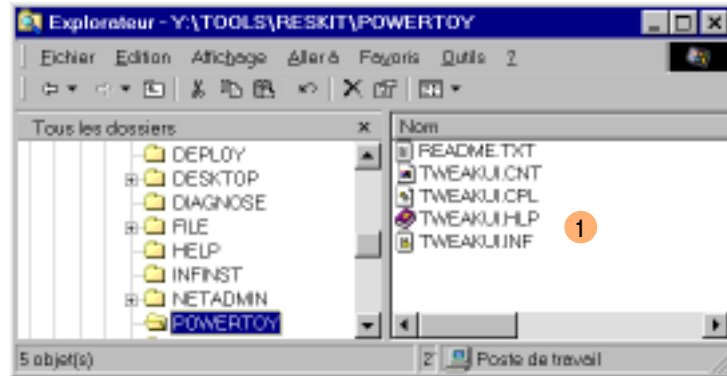 Explorateur - Y:\TOOLS\RESKIT\POWERTOY
Fichier Edition Affichage Aller à Favoris Outils ?
Tous les dossiers
DEPLOY
DESKTOP
DIAGNOSE
FILE
HELP
INFINST
NETADMIN
POWERTOY
Nom
README.TXT
TWEAKUI.CNT
TWEAKUI.CPL
TWEAKUI.HLP
TWEAKUI.INF
1
5 objet(s)
2
Poste de travail